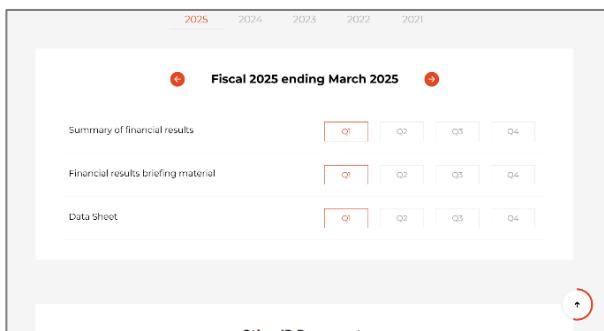 2025 2024 2023 2022 2021
Fiscal 2025 ending March 2025
Summary of financial results Q1 Q2 Q3 Q4
Financial results briefing material Q1 Q2 Q3 Q4
Data Sheet Q1 Q2 Q3 Q4